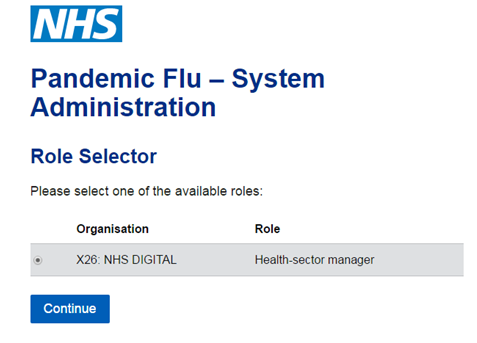 NHS
Pandemic Flu – System
Administration
Role Selector
Please select one of the available roles:
Organisation Role
X26: NHS DIGITAL Health-sector manager
Continue